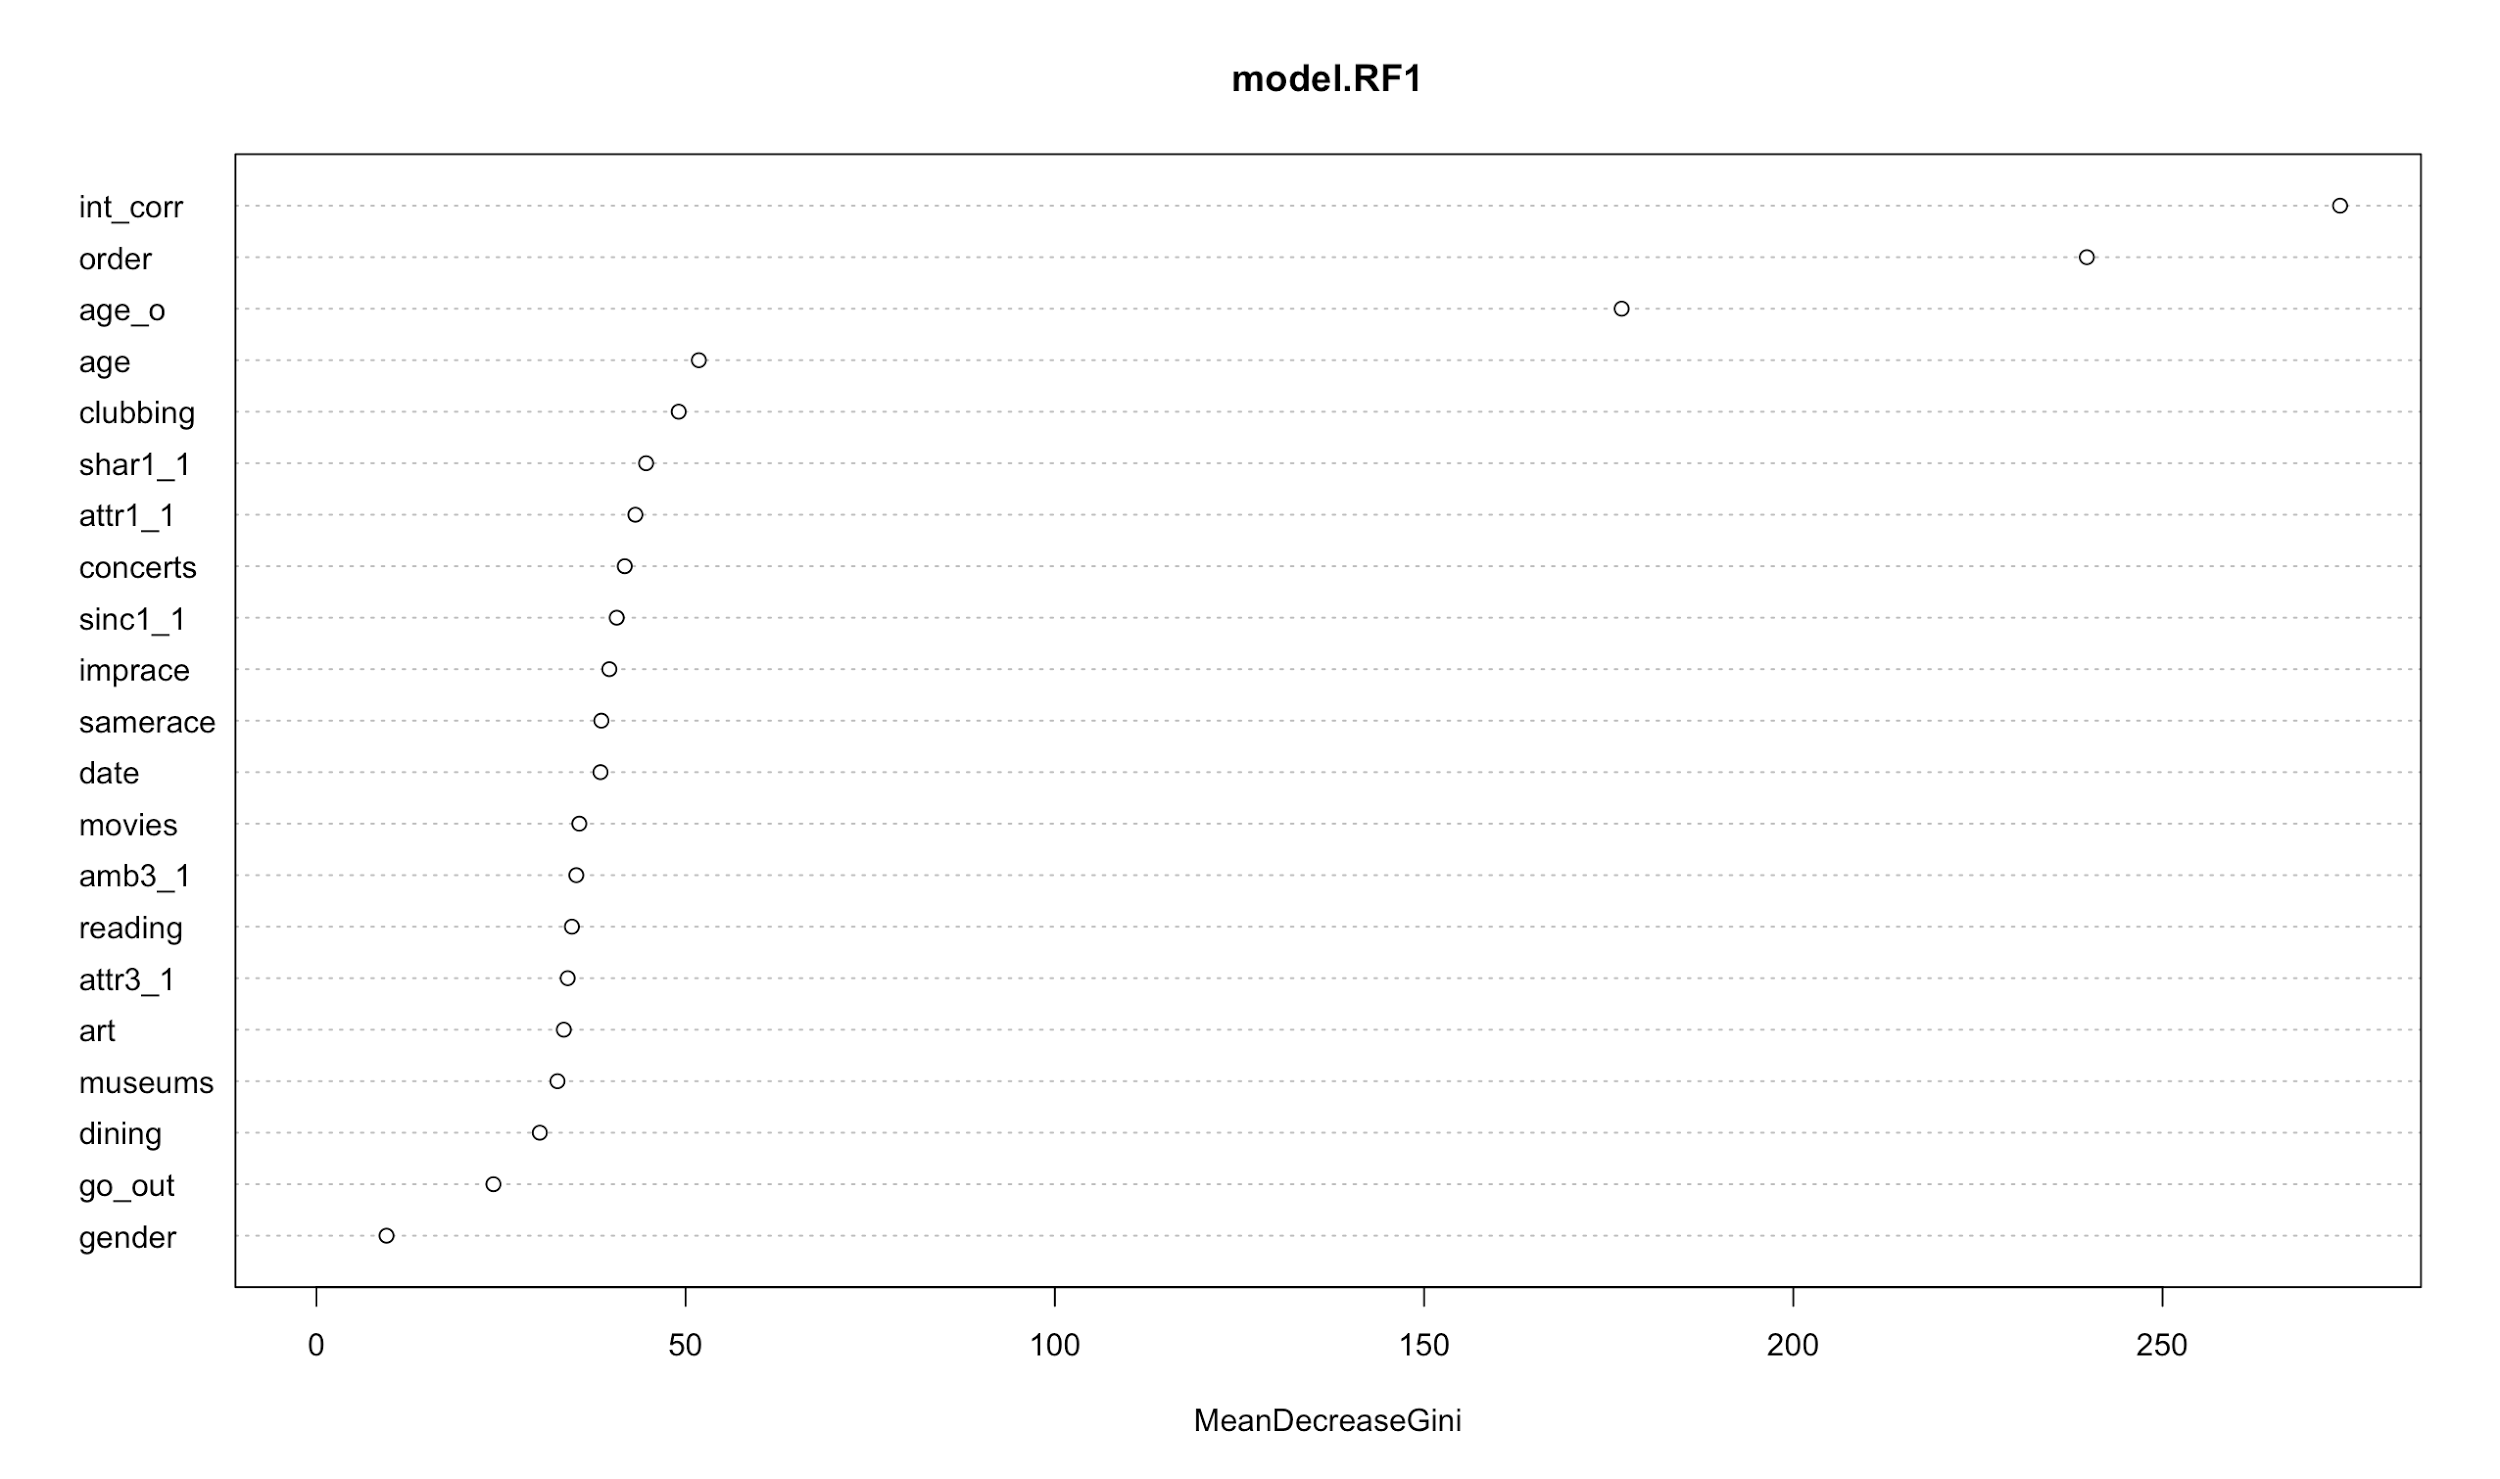 model.RF1
int_corr
order
age_o
age
clubbing
shar1_1
attr1_1
concerts
sinc1_1
imprace
samerace
date
movies
amb3_1
reading
attr3_1
art
museums
dining
go_out
gender
0 50 100 150 200 250
MeanDecreaseGini